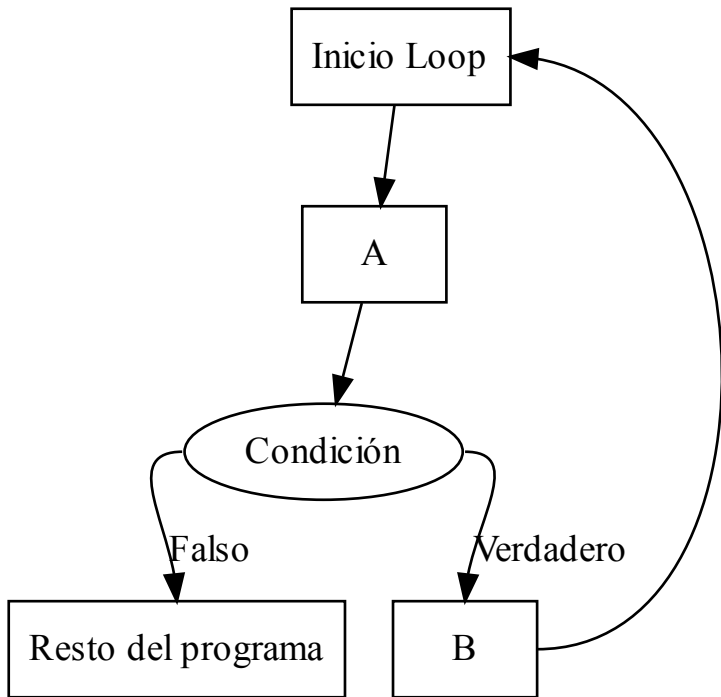 Inicio Loop
A
Condición
Falso
Verdadero
Resto del programa
B